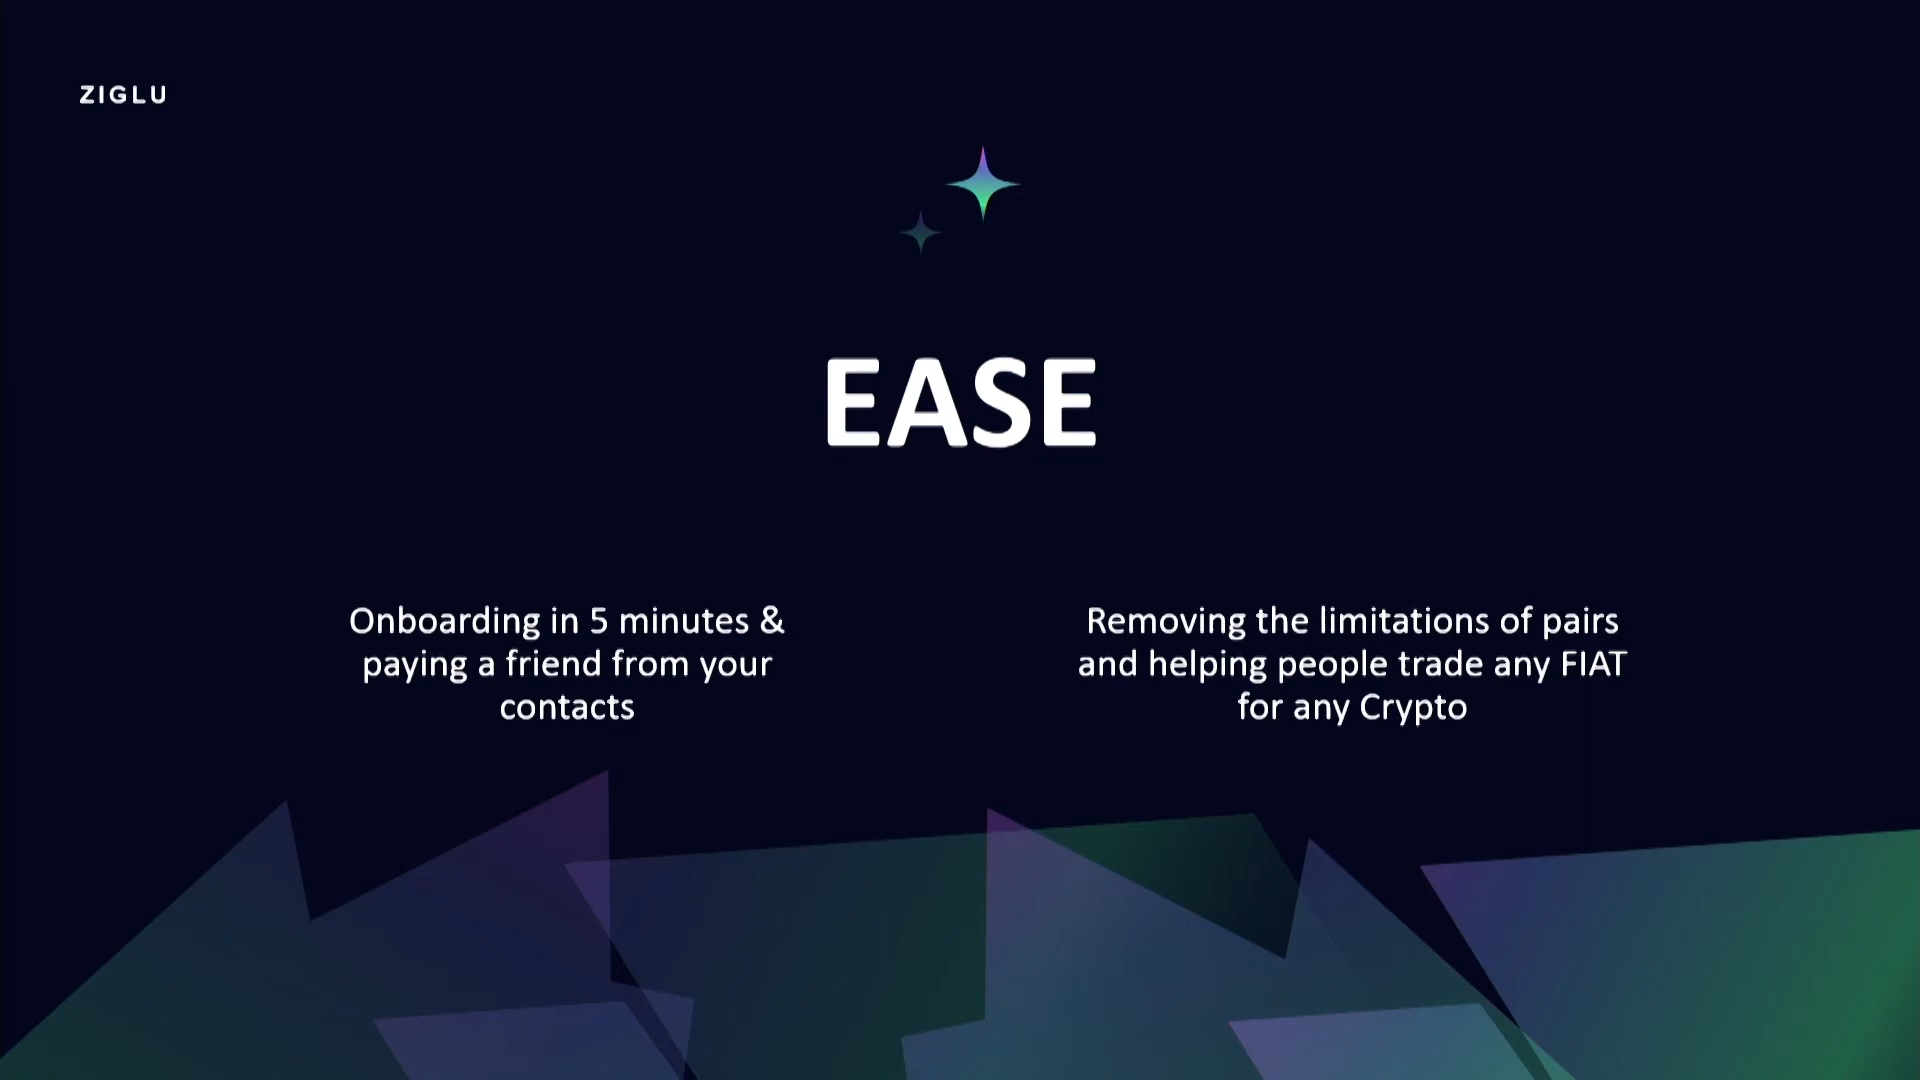 ZIGLU
EASE
Onboarding in 5 minutes &
paying a friend from your
contacts
Removing the limitations of pairs
and helping people trade any FIAT
for any Crypto